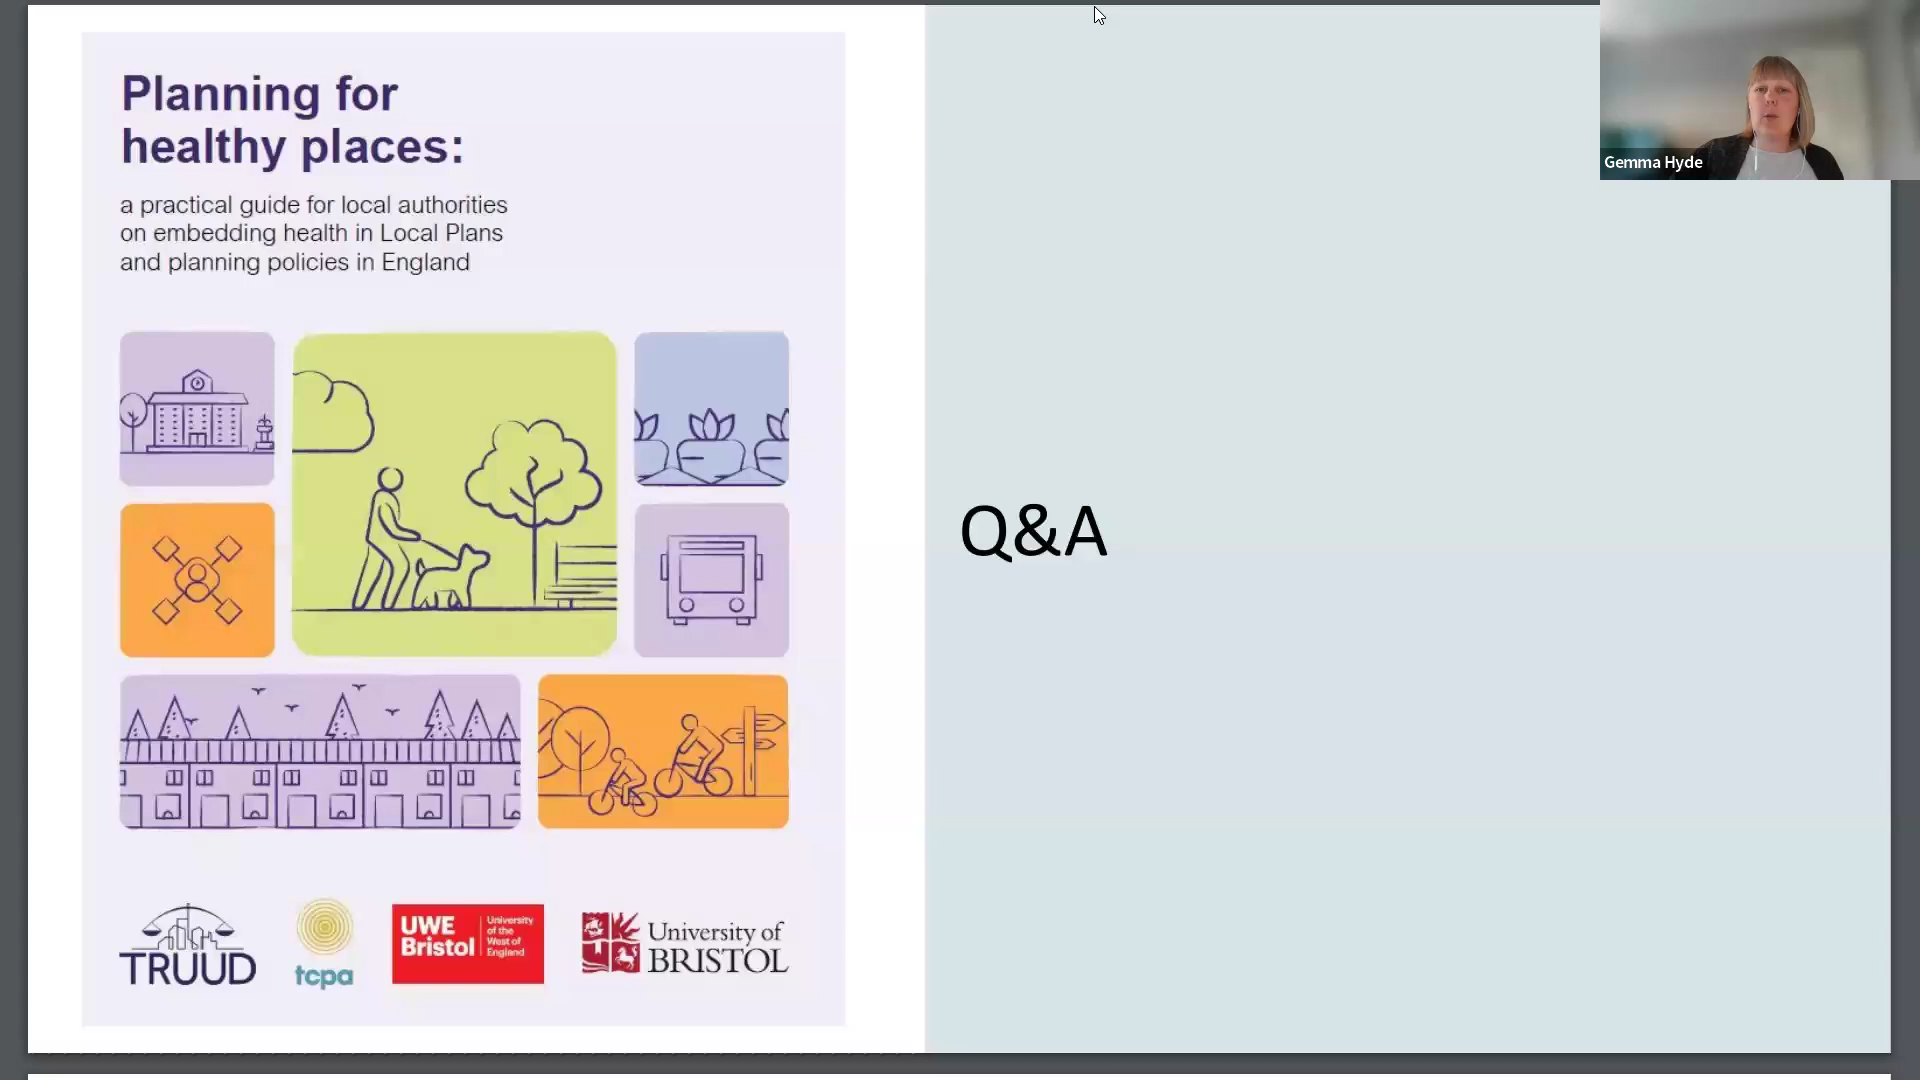 Planning for
healthy places:
a practical guide for local authorities
on embedding health in Local Plans
and planning policies in England
TRUUD
tcpa
UWE
Bristol
University
of the
West of
England
University of
BRISTOL
Q&A
Gemma Hyde